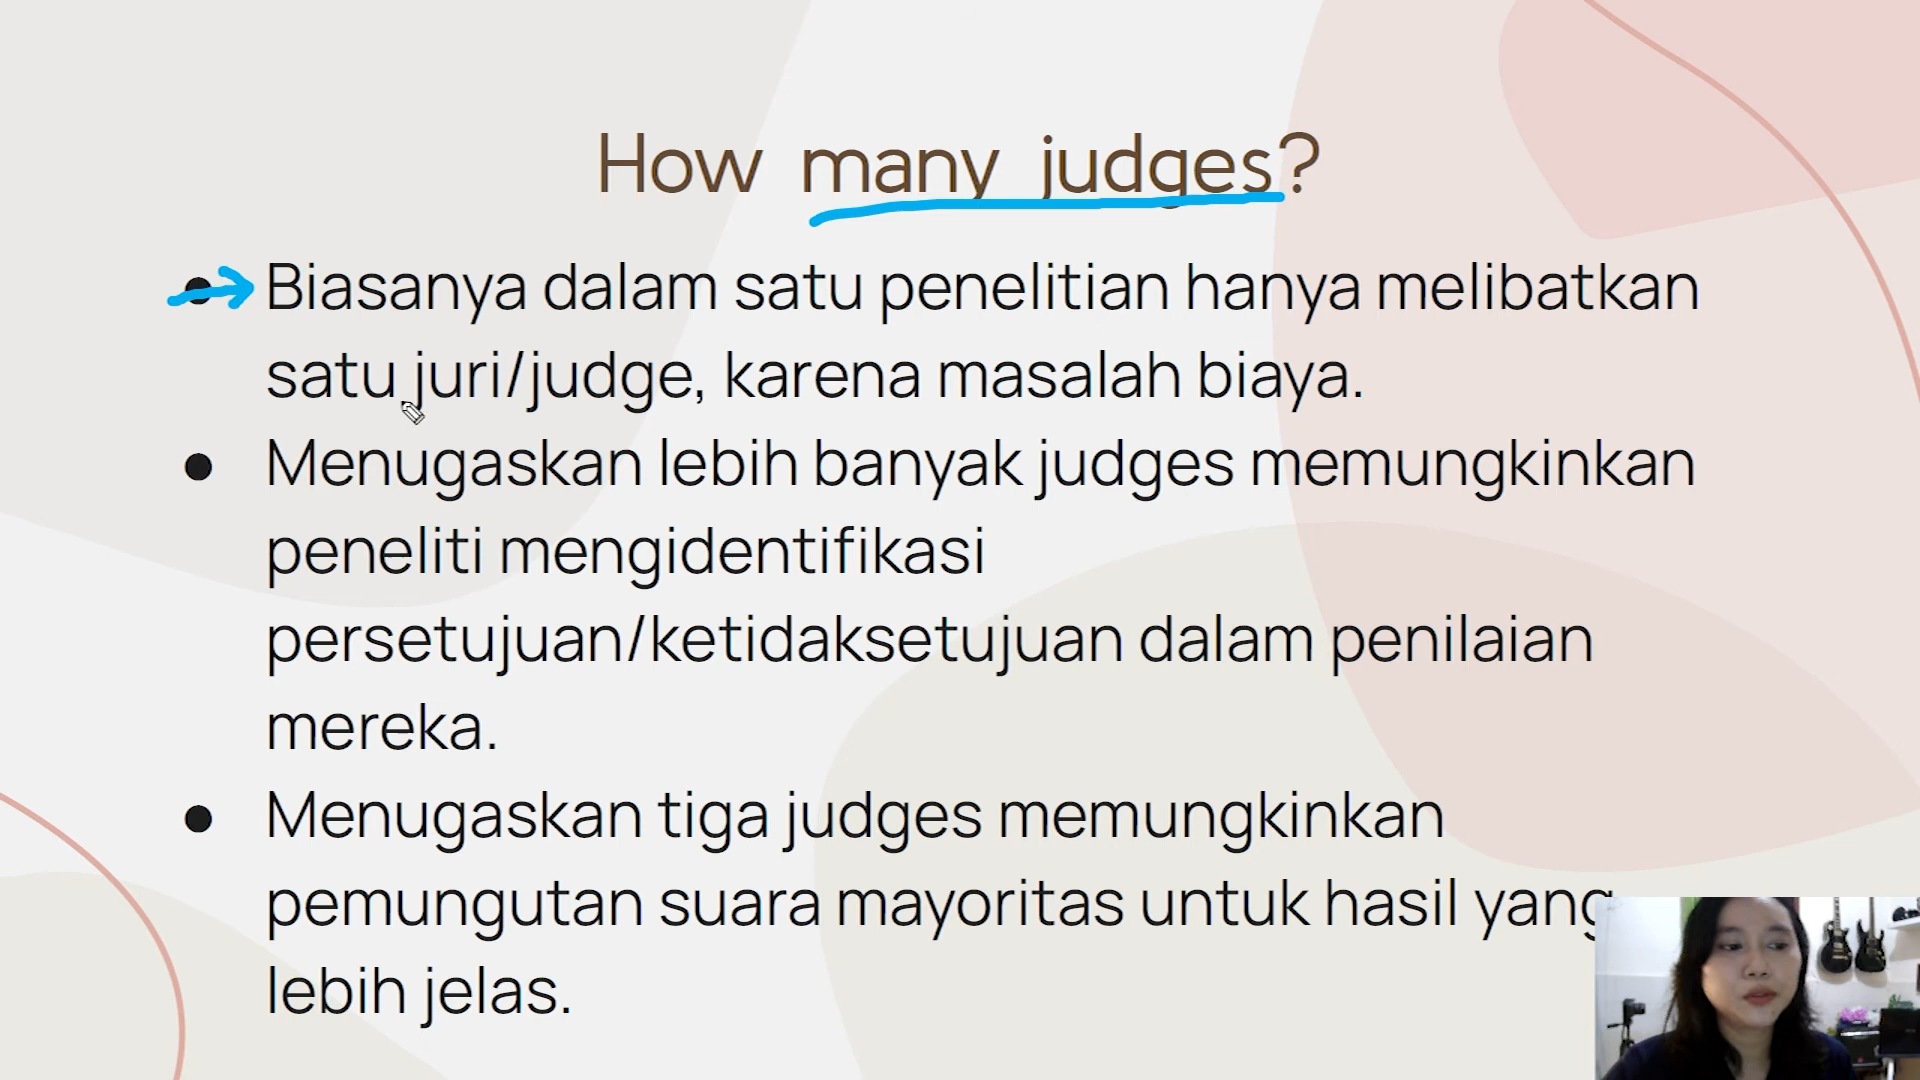 How many judges?
● Biasanya dalam satu penelitian hanya melibatkan
satu juri/judge, karena masalah biaya.
● Menugaskan lebih banyak judges memungkinkan
peneliti mengidentifikasi
persetujuan/ketidaksetujuan dalam penilaian
mereka.
● Menugaskan tiga judges memungkinkan
pemungutan suara mayoritas untuk hasil yang
lebih jelas.